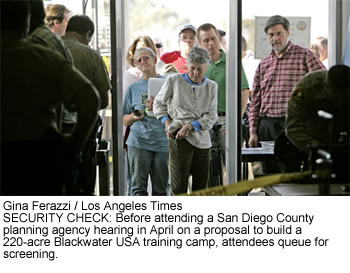 Gina Ferazzi / Los Angeles Times
SECURITY CHECK: Before attending a San Diego County
planning agency hearing in April on a proposal to build a
220-acre Blackwater USA training camp, attendees queue for
screening.